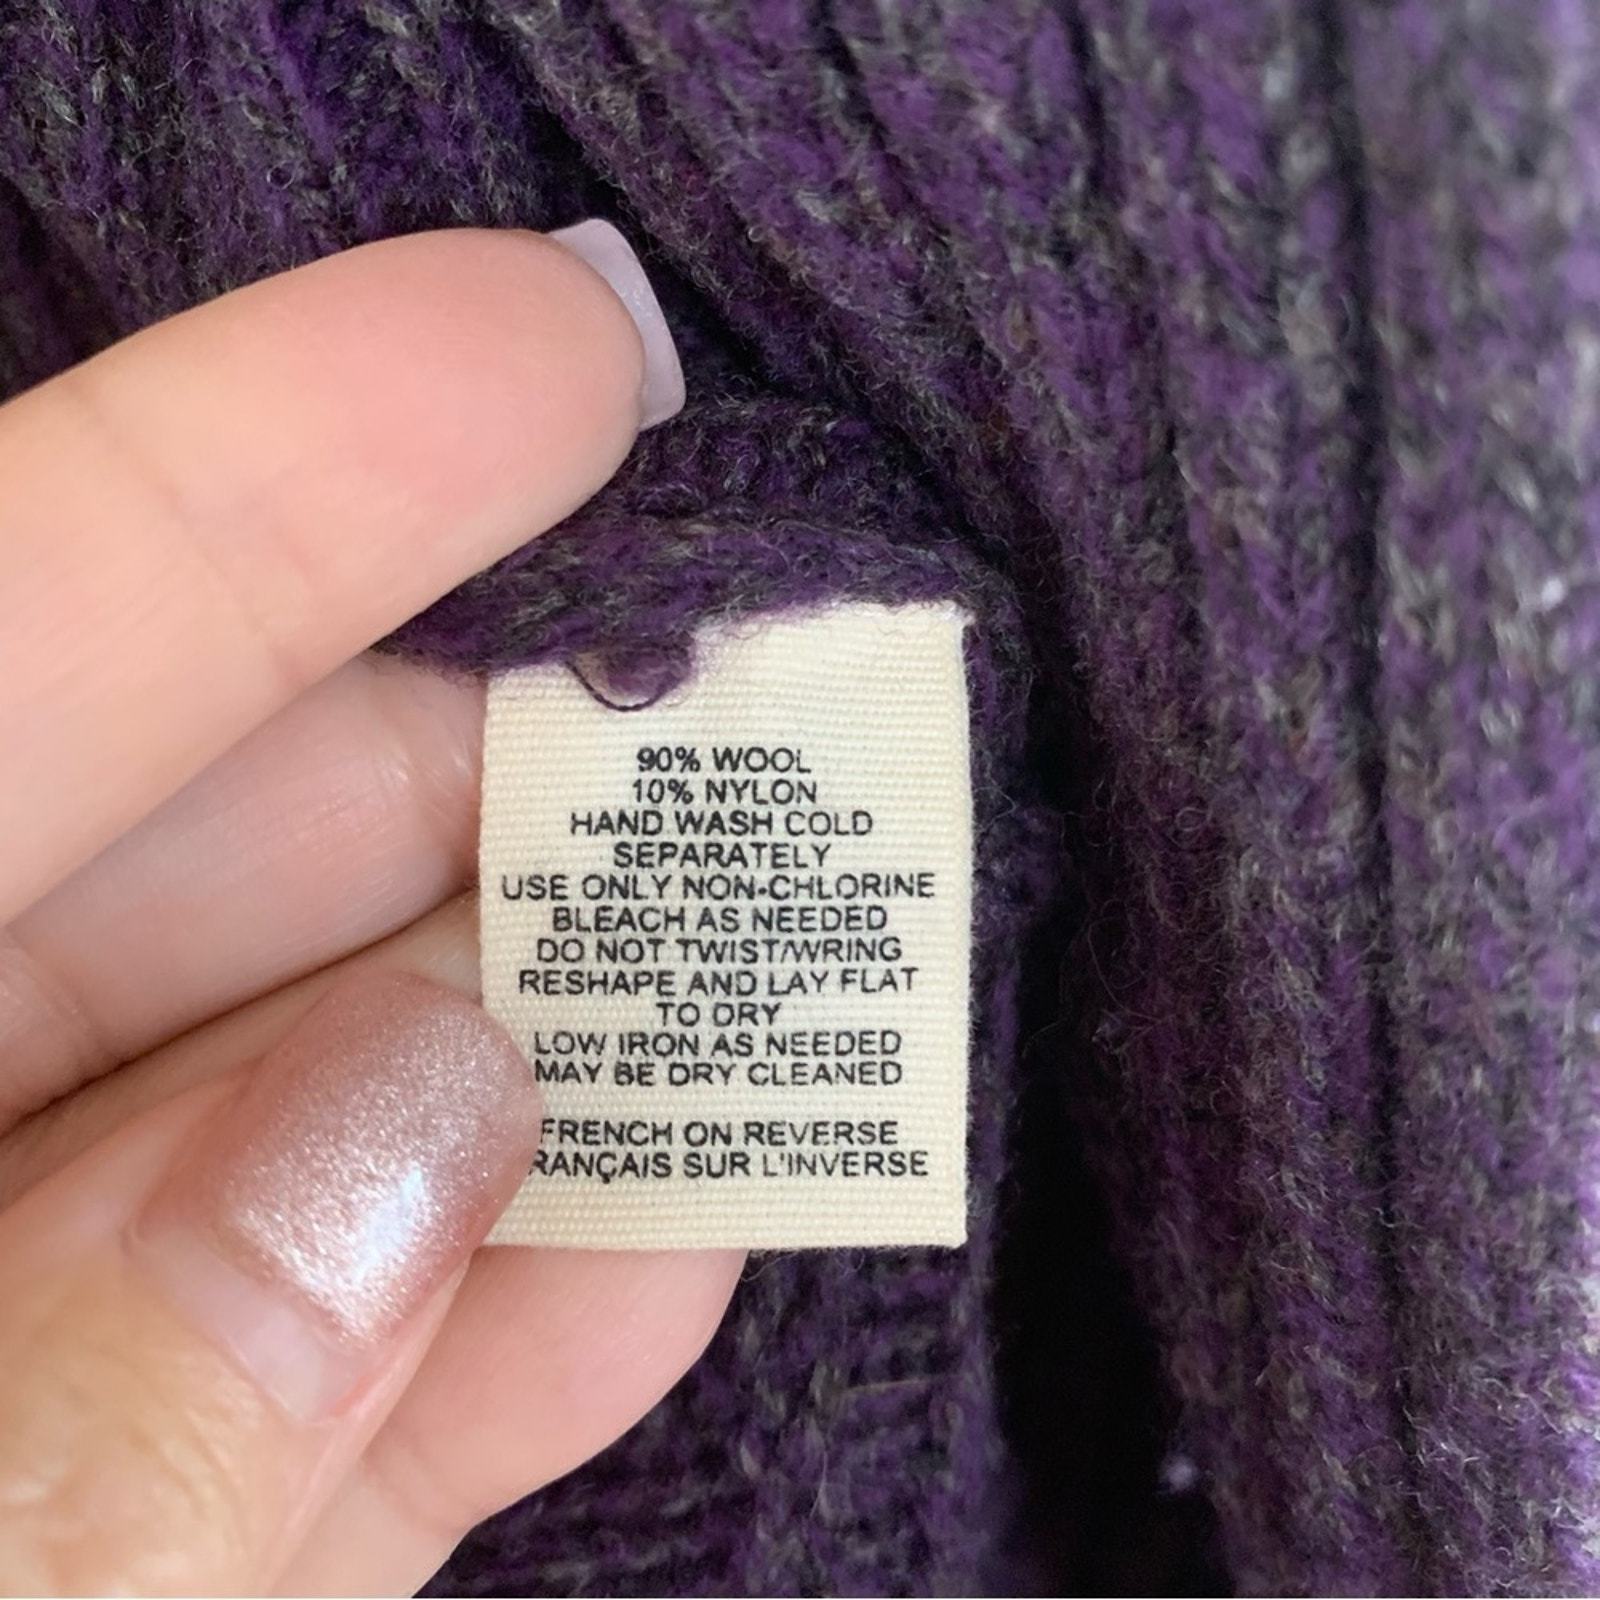 90% WOOL
10% NYLON
HAND WASH COLD
SEPARATELY
USE ONLY NON-CHLORINE
BLEACH AS NEEDED
DO NOT TWIST/WRING
RESHAPE AND LAY FLAT
TO DRY
LOW IRON AS NEEDED
MAY BE DRY CLEANED
FRENCH ON REVERSE
RANÇAIS SUR L'INVERSE